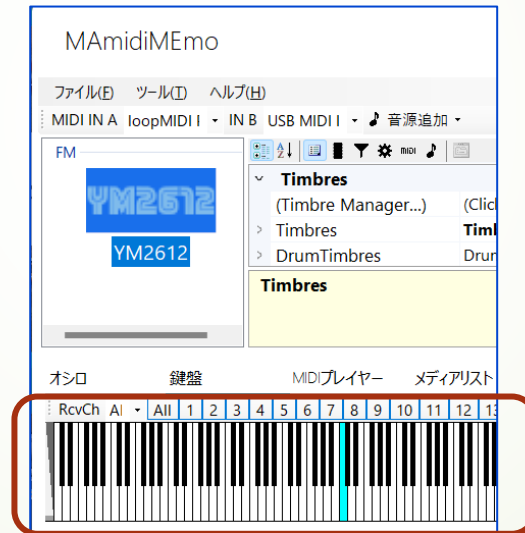 MAmidiMEmo
ファイル(F) ツール(T) ヘルプ(H)
MIDI IN A loopMIDI I IN B USB MIDI I 音源追加
FM
YM2612
YM2612
MIDI
Timbres
(Timbre Manager...) (Clic
Timbres Timl
DrumTimbres Drur
Timbres
オシロ 鍵盤 MIDIプレイヤー メディアリスト
RcvCh Al All 1 2 3 4 5 6 7 8 9 10 11 12 13